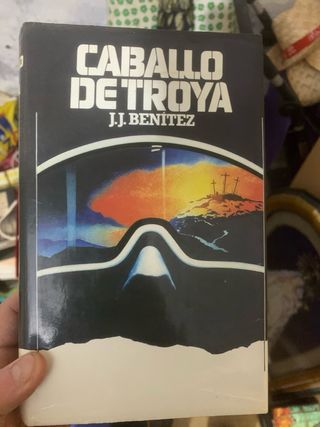 CABALLO
DE TROYA
J.J. BENÍTEZ